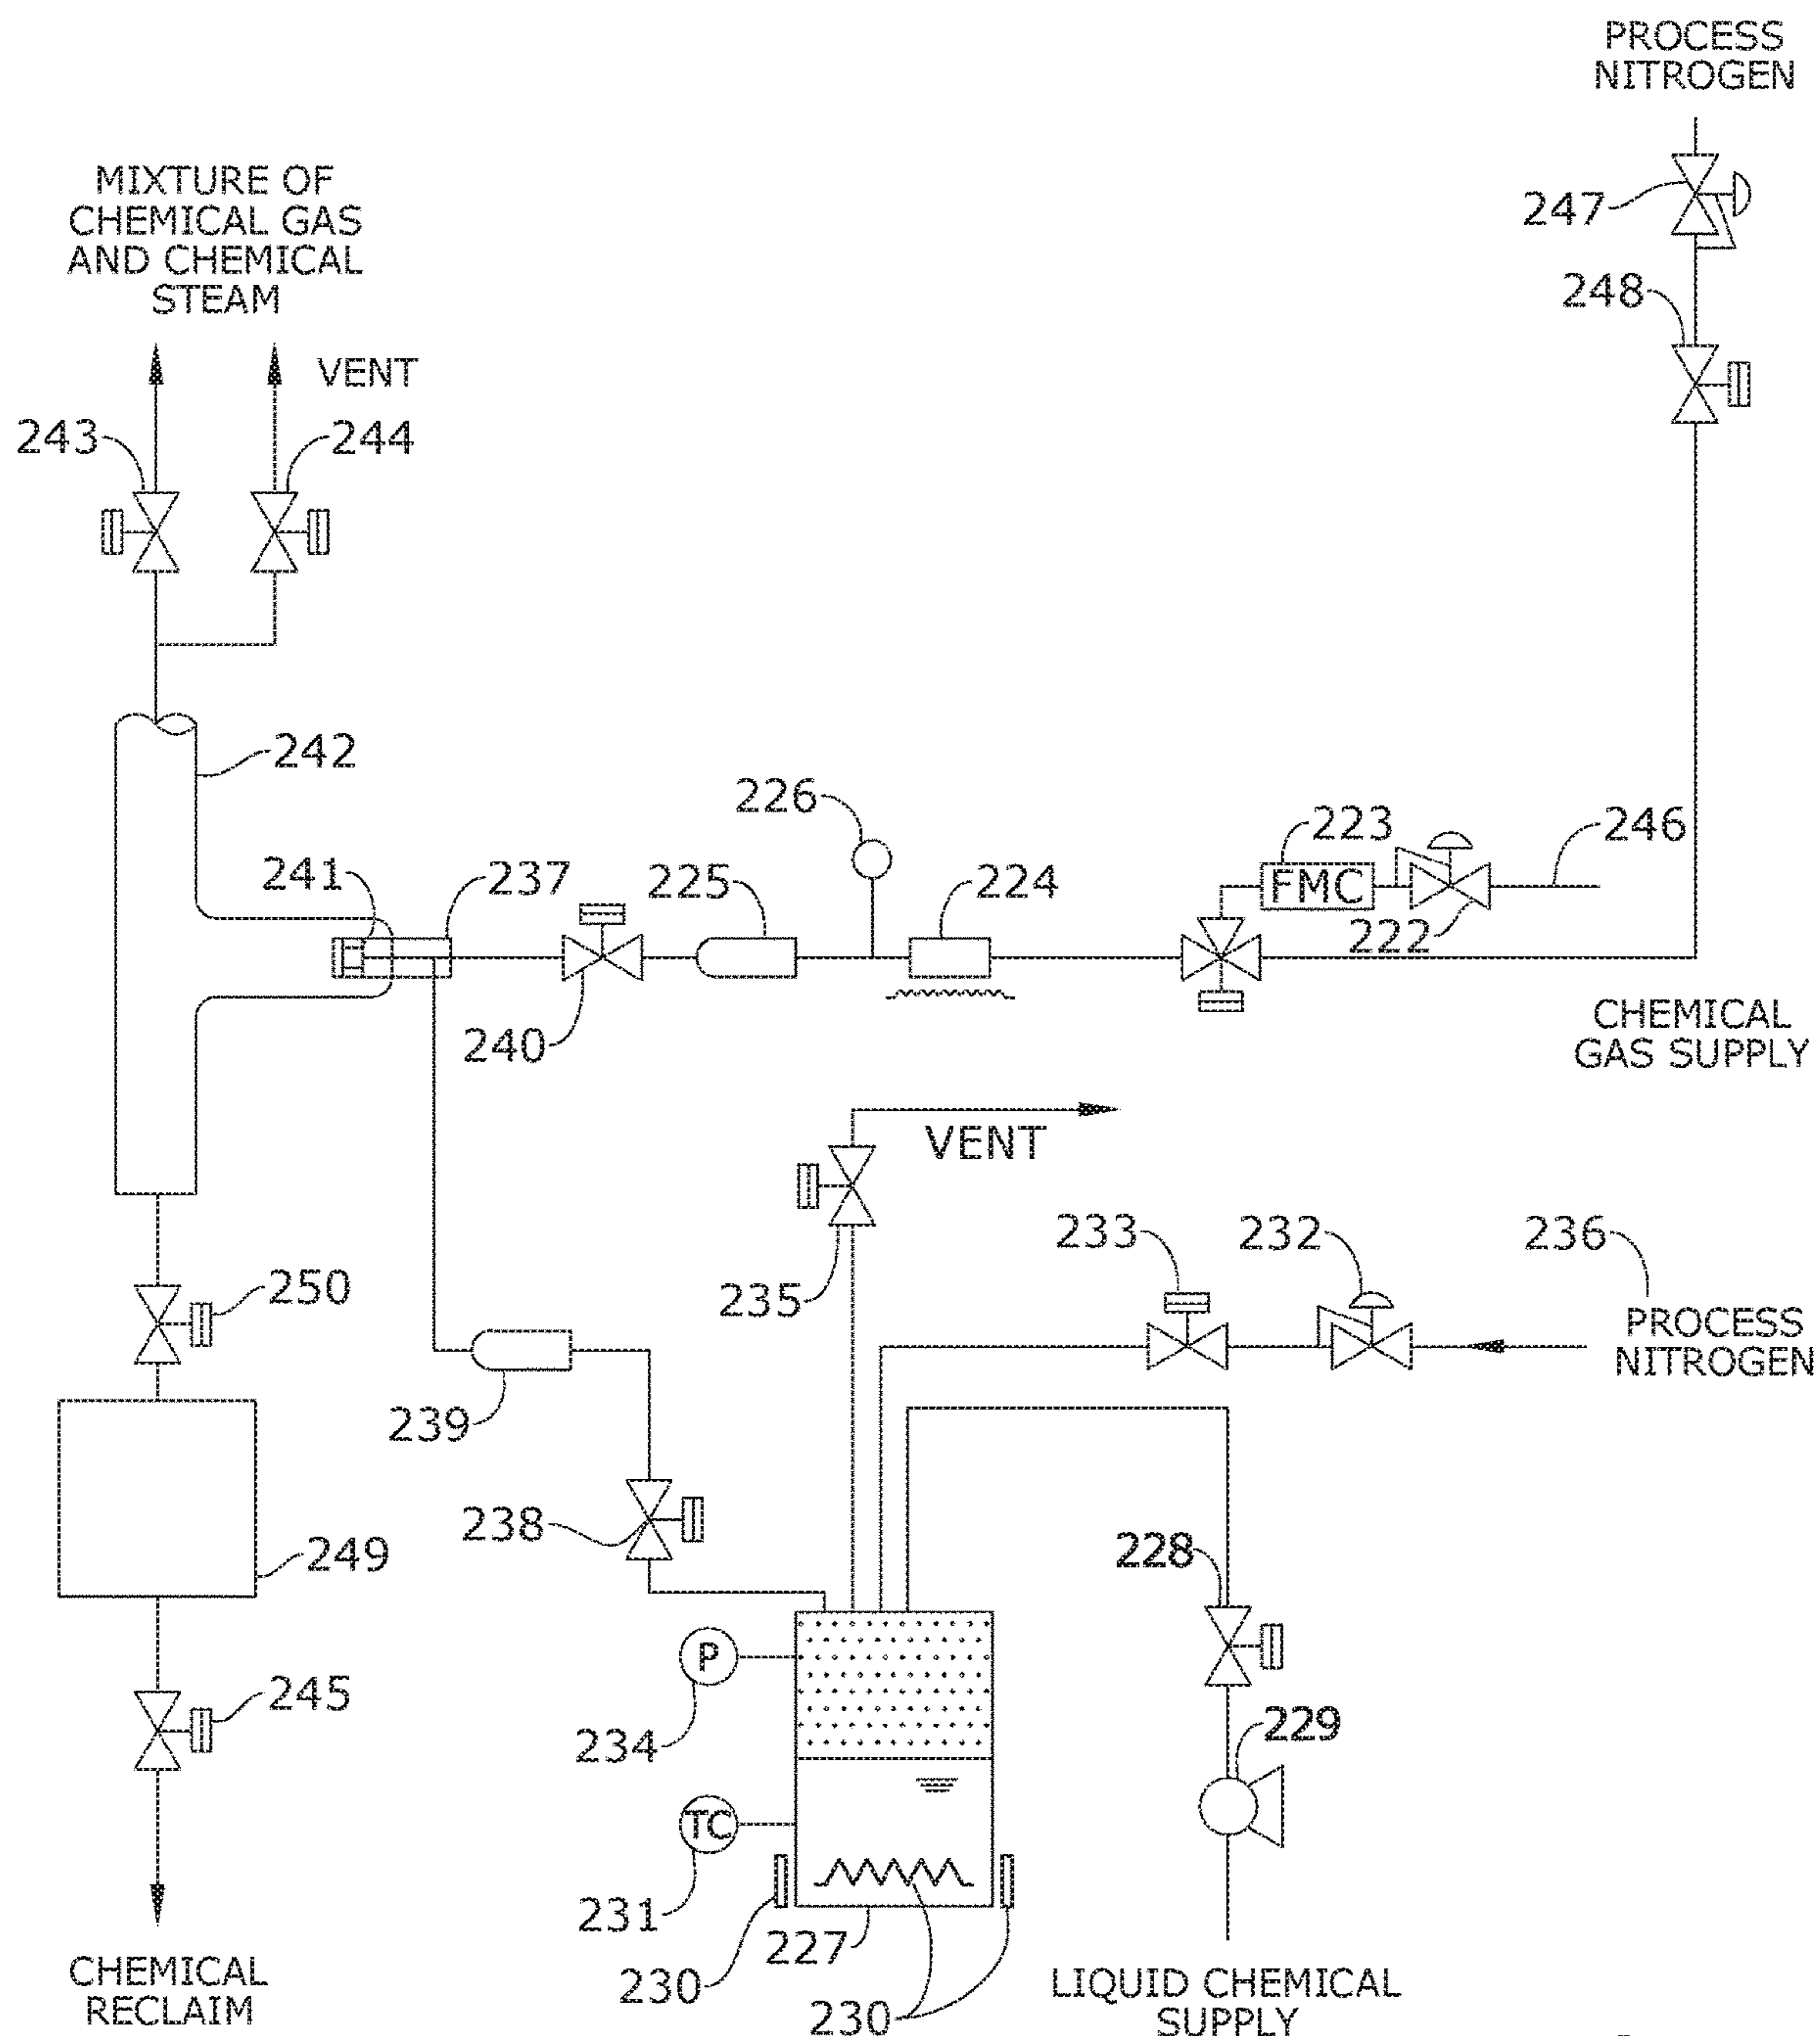 PROCESS
NITROGEN
247
248
MIXTURE OF
CHEMICAL GAS
AND CHEMICAL
STEAM
VENT
243
244
242
226
223
246
241
237
225
224
FMC
222
240
CHEMICAL
GAS SUPPLY
VENT
233
232
236
235
250
PROCESS
NITROGEN
239
238
228
249
P
245
229
234
TC
231
227
230
230
CHEMICAL
RECLAIM
LIQUID CHEMICAL
SUPPLY